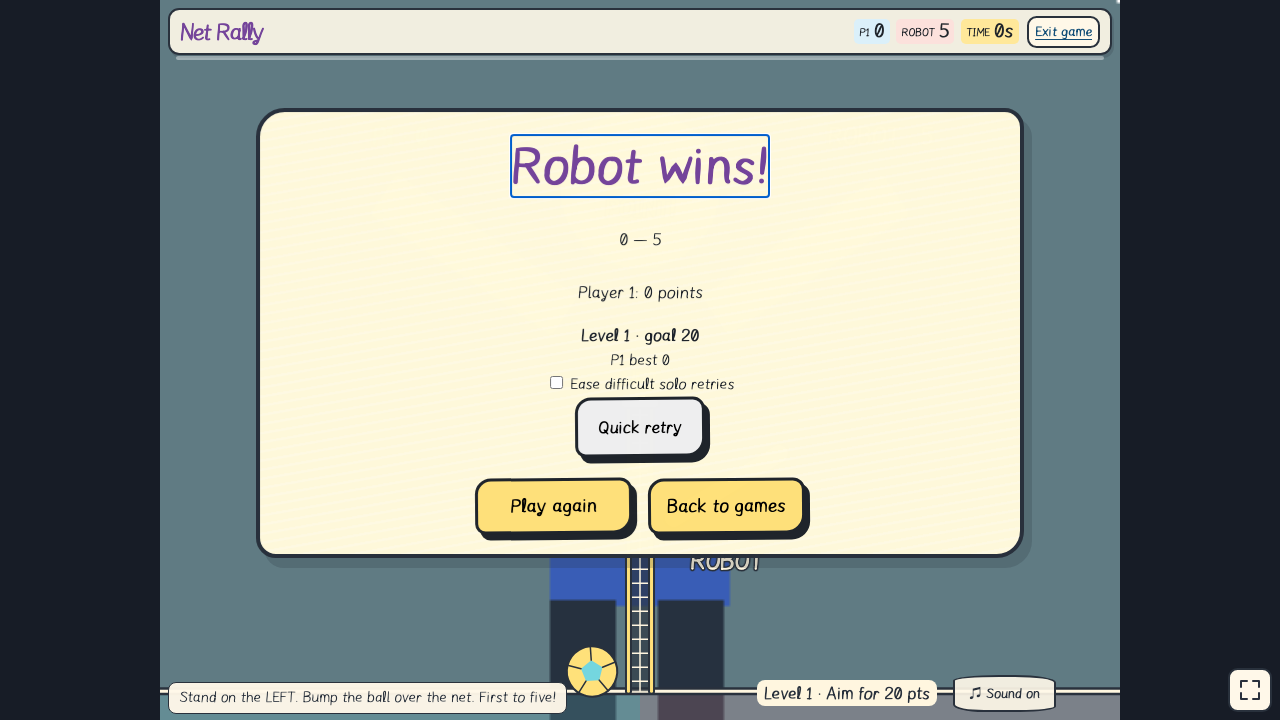 Net Rally
P1 0 ROBOT 5 TIME 0s Exit game
Robot wins!
0 — 5
Player 1: 0 points
Level 1 · goal 20
P1 best 0
Ease difficult solo retries
Quick retry
Play again Back to games
ROBOT
Stand on the LEFT. Bump the ball over the net. First to five!
Level 1 · Aim for 20 pts
♫ Sound on